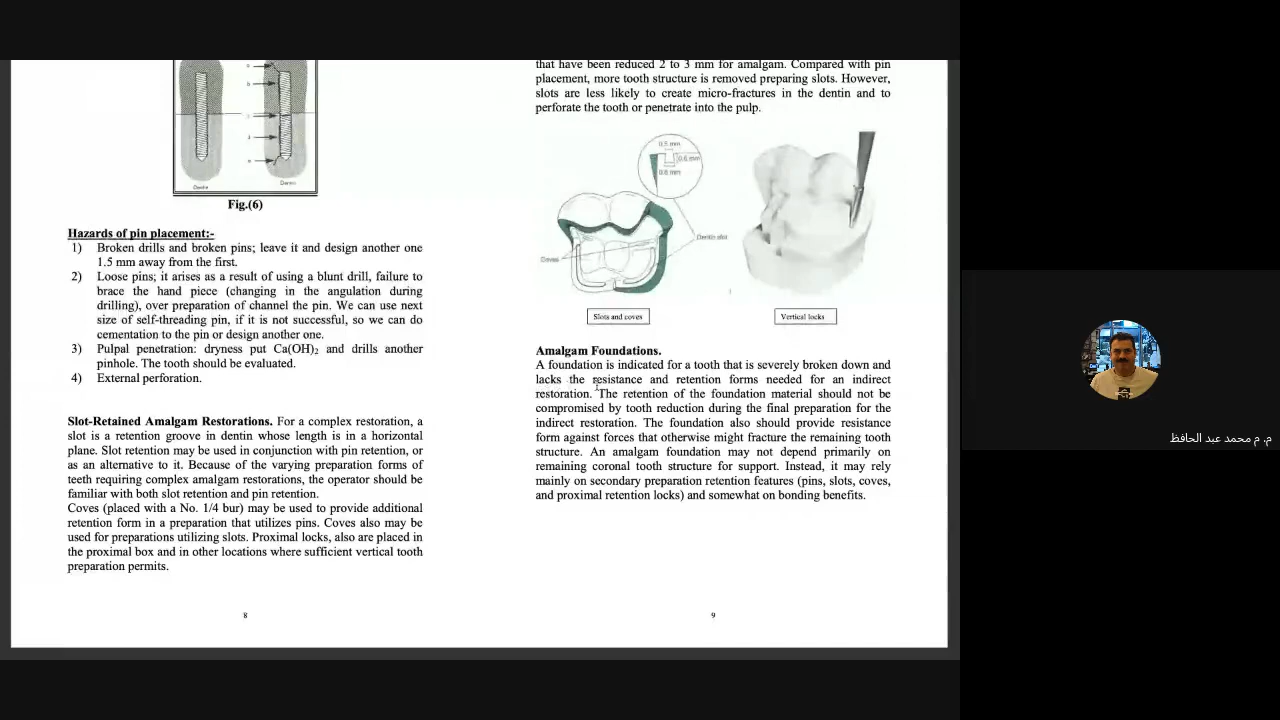 Dentin
Dentin
Fig.(6)
Hazards of pin placement:-
1) Broken drills and broken pins; leave it and design another one
1.5 mm away from the first.
2) Loose pins; it arises as a result of using a blunt drill, failure to
brace the hand piece (changing in the angulation during
drilling), over preparation of channel the pin. We can use next
size of self-threading pin, if it is not successful, so we can do
cementation to the pin or design another one.
3) Pulpal penetration: dryness put Ca(OH)₂ and drills another
pinhole. The tooth should be evaluated.
4) External perforation.
Slot-Retained Amalgam Restorations. For a complex restoration, a
slot is a retention groove in dentin whose length is in a horizontal
plane. Slot retention may be used in conjunction with pin retention, or
as an alternative to it. Because of the varying preparation forms of
teeth requiring complex amalgam restorations, the operator should be
familiar with both slot retention and pin retention.
Coves (placed with a No. 1/4 bur) may be used to provide additional
retention form in a preparation that utilizes pins. Coves also may be
used for preparations utilizing slots. Proximal locks, also are placed in
the proximal box and in other locations where sufficient vertical tooth
preparation permits.
8
that have been reduced 2 to 3 mm for amalgam. Compared with pin
placement, more tooth structure is removed preparing slots. However,
slots are less likely to create micro-fractures in the dentin and to
perforate the tooth or penetrate into the pulp.
0.5 mm
0.6 mm
0.8 mm
Dentin slot
Coves
Slots and coves
Vertical locks
Amalgam Foundations.
A foundation is indicated for a tooth that is severely broken down and
lacks the resistance and retention forms needed for an indirect
restoration. The retention of the foundation material should not be
compromised by tooth reduction during the final preparation for the
indirect restoration. The foundation also should provide resistance
form against forces that otherwise might fracture the remaining tooth
structure. An amalgam foundation may not depend primarily on
remaining coronal tooth structure for support. Instead, it may rely
mainly on secondary preparation retention features (pins, slots, coves,
and proximal retention locks) and somewhat on bonding benefits.
9
م. م محمد عبد الحافظ